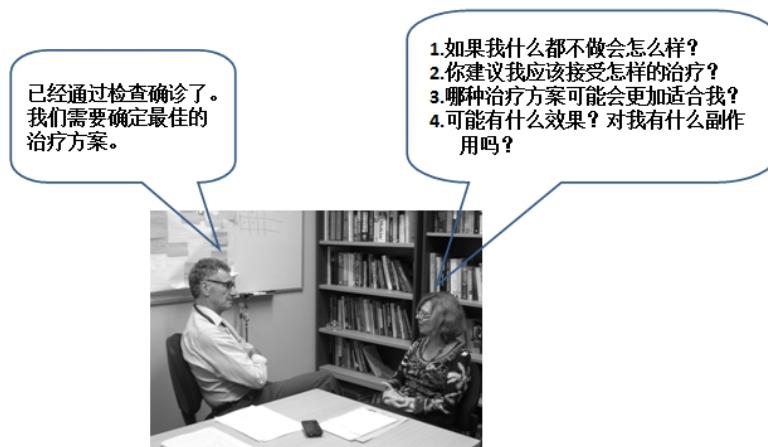 已经通过检查确诊了。
我们需要确定最佳的
治疗方案。
1.如果我什么都不做会怎么样？
2.你建议我应该接受怎样的治疗？
3.哪种治疗方案可能会更加适合我？
4.可能有什么效果？对我有什么副作
用吗？